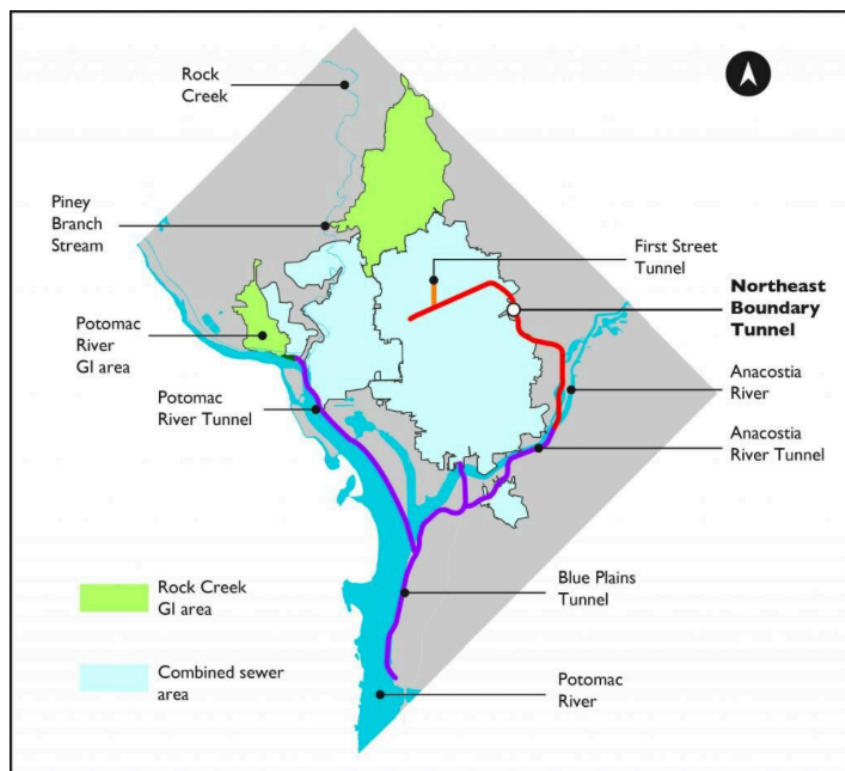 Rock
Creek
Piney
Branch
Stream
First Street
Tunnel
Northeast
Boundary
Tunnel
Potomac
River
GI area
Anacostia
River
Potomac
River Tunnel
Anacostia
River Tunnel
Rock Creek
GI area
Blue Plains
Tunnel
Combined sewer
area
Potomac
River